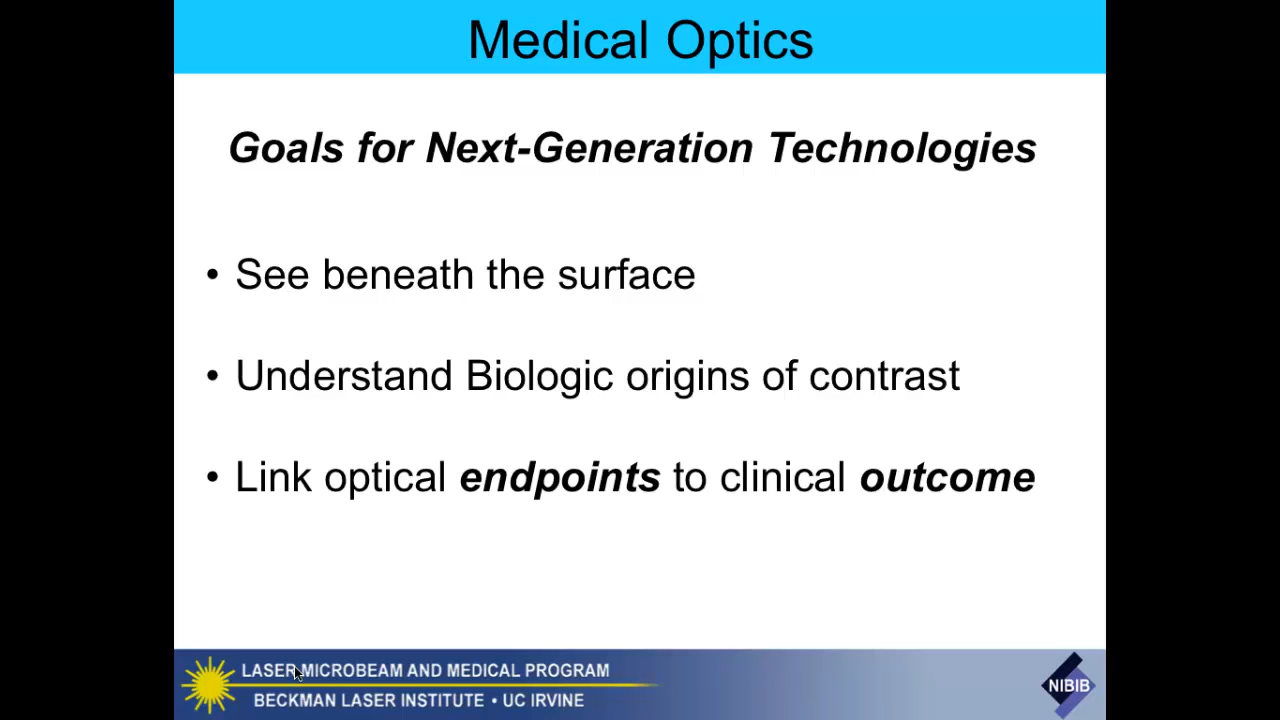 Medical Optics
Goals for Next-Generation Technologies
• See beneath the surface
• Understand Biologic origins of contrast
• Link optical endpoints to clinical outcome
LASER MICROBEAM AND MEDICAL PROGRAM
BECKMAN LASER INSTITUTE • UC IRVINE
NIBIB